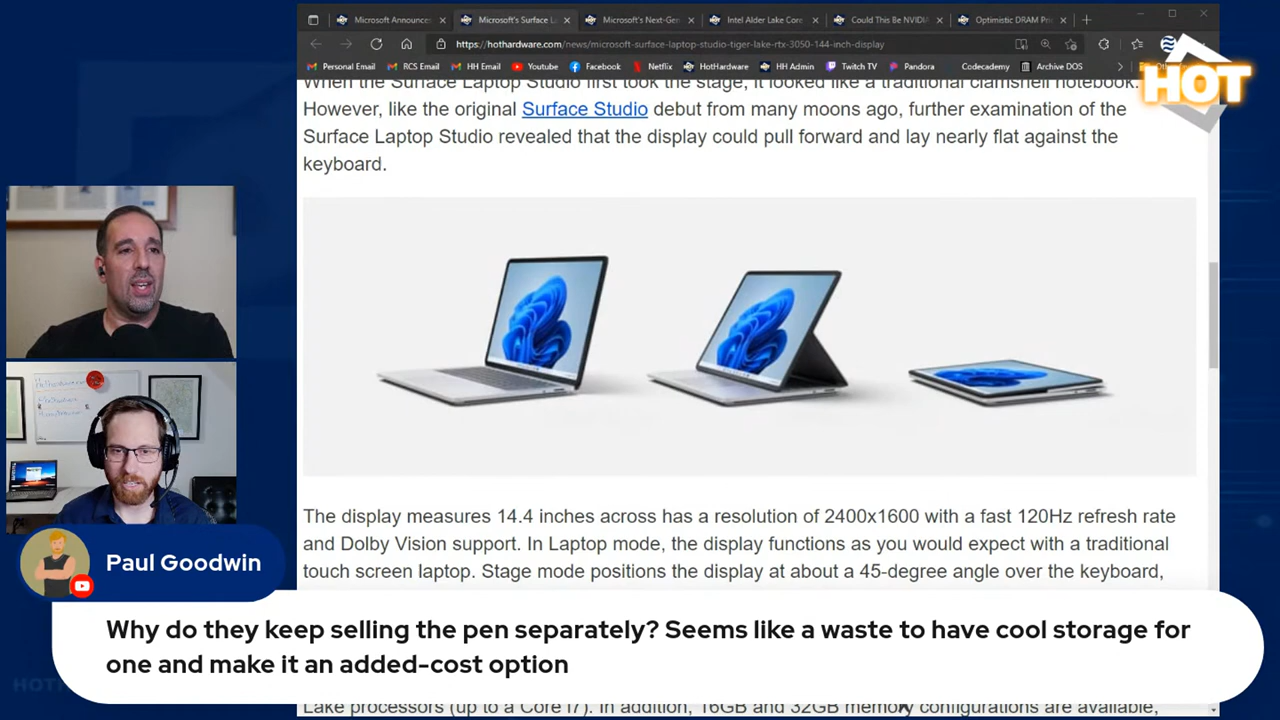 Microsoft Announces
Microsoft's Surface La
Microsoft's Next-Gen
Intel Alder Lake Core
Could This Be NVIDIA
Optimistic DRAM Pri
https://hothardware.com/news/microsoft-surface-laptop-studio-tiger-lake-rtx-3050-144-inch-display
Personal Email
RCS Email
HH Email
Youtube
Facebook
Netflix
HotHardware
HH Admin
Twitch TV
Pandora
Codecademy
Archive DOS
HOT
When the Surface Laptop Studio first took the stage, it looked like a traditional clamshell notebook.
However, like the original Surface Studio debut from many moons ago, further examination of the
Surface Laptop Studio revealed that the display could pull forward and lay nearly flat against the
keyboard.
The display measures 14.4 inches across has a resolution of 2400x1600 with a fast 120Hz refresh rate
and Dolby Vision support. In Laptop mode, the display functions as you would expect with a traditional
touch screen laptop. Stage mode positions the display at about a 45-degree angle over the keyboard,
Paul Goodwin
Why do they keep selling the pen separately? Seems like a waste to have cool storage for
one and make it an added-cost option
Lake processors (up to a Core i7). In addition, 16GB and 32GB memory configurations are available,